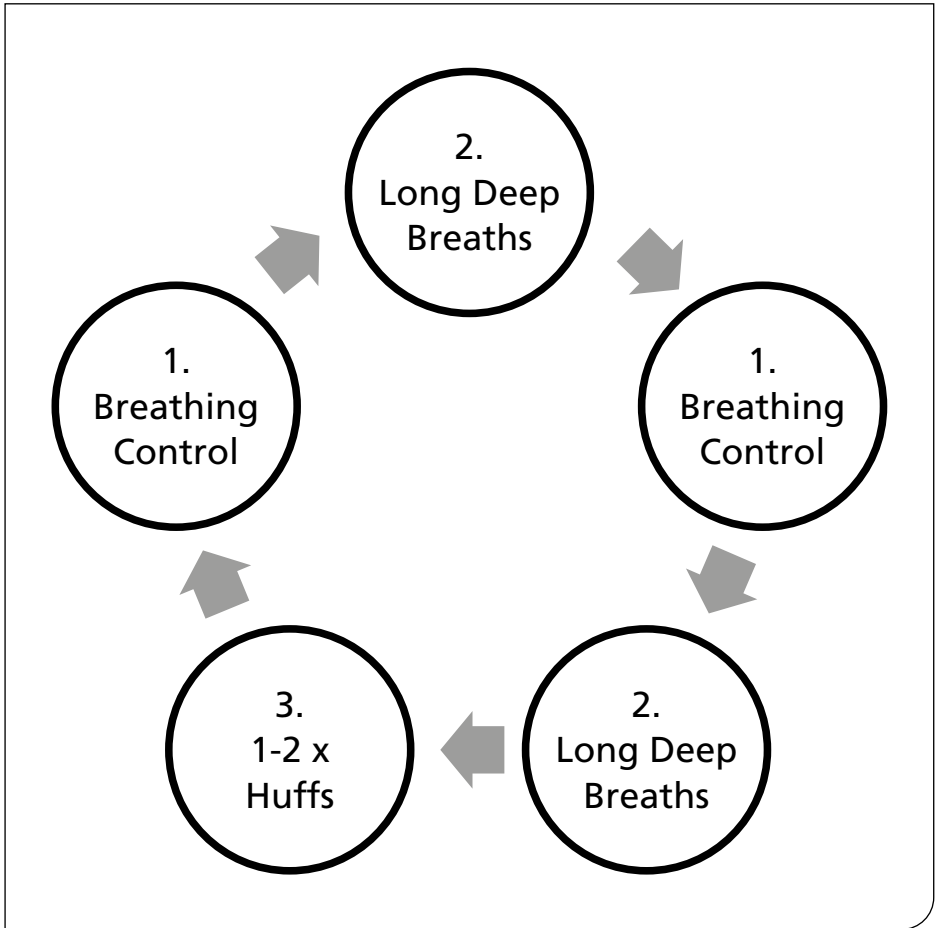 2.
Long Deep
Breaths
1.
Breathing
Control
1.
Breathing
Control
3.
1-2 x
Huffs
2.
Long Deep
Breaths